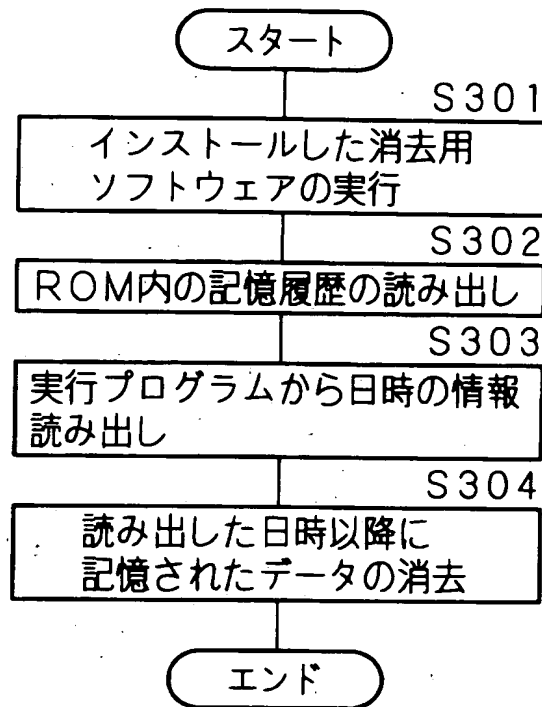 スタート
S301
インストールした消去用
ソフトウェアの実行
S302
ROM内の記憶履歴の読み出し
S303
実行プログラムから日時の情報
読み出し
S304
読み出した日時以降に
記憶されたデータの消去
エンド